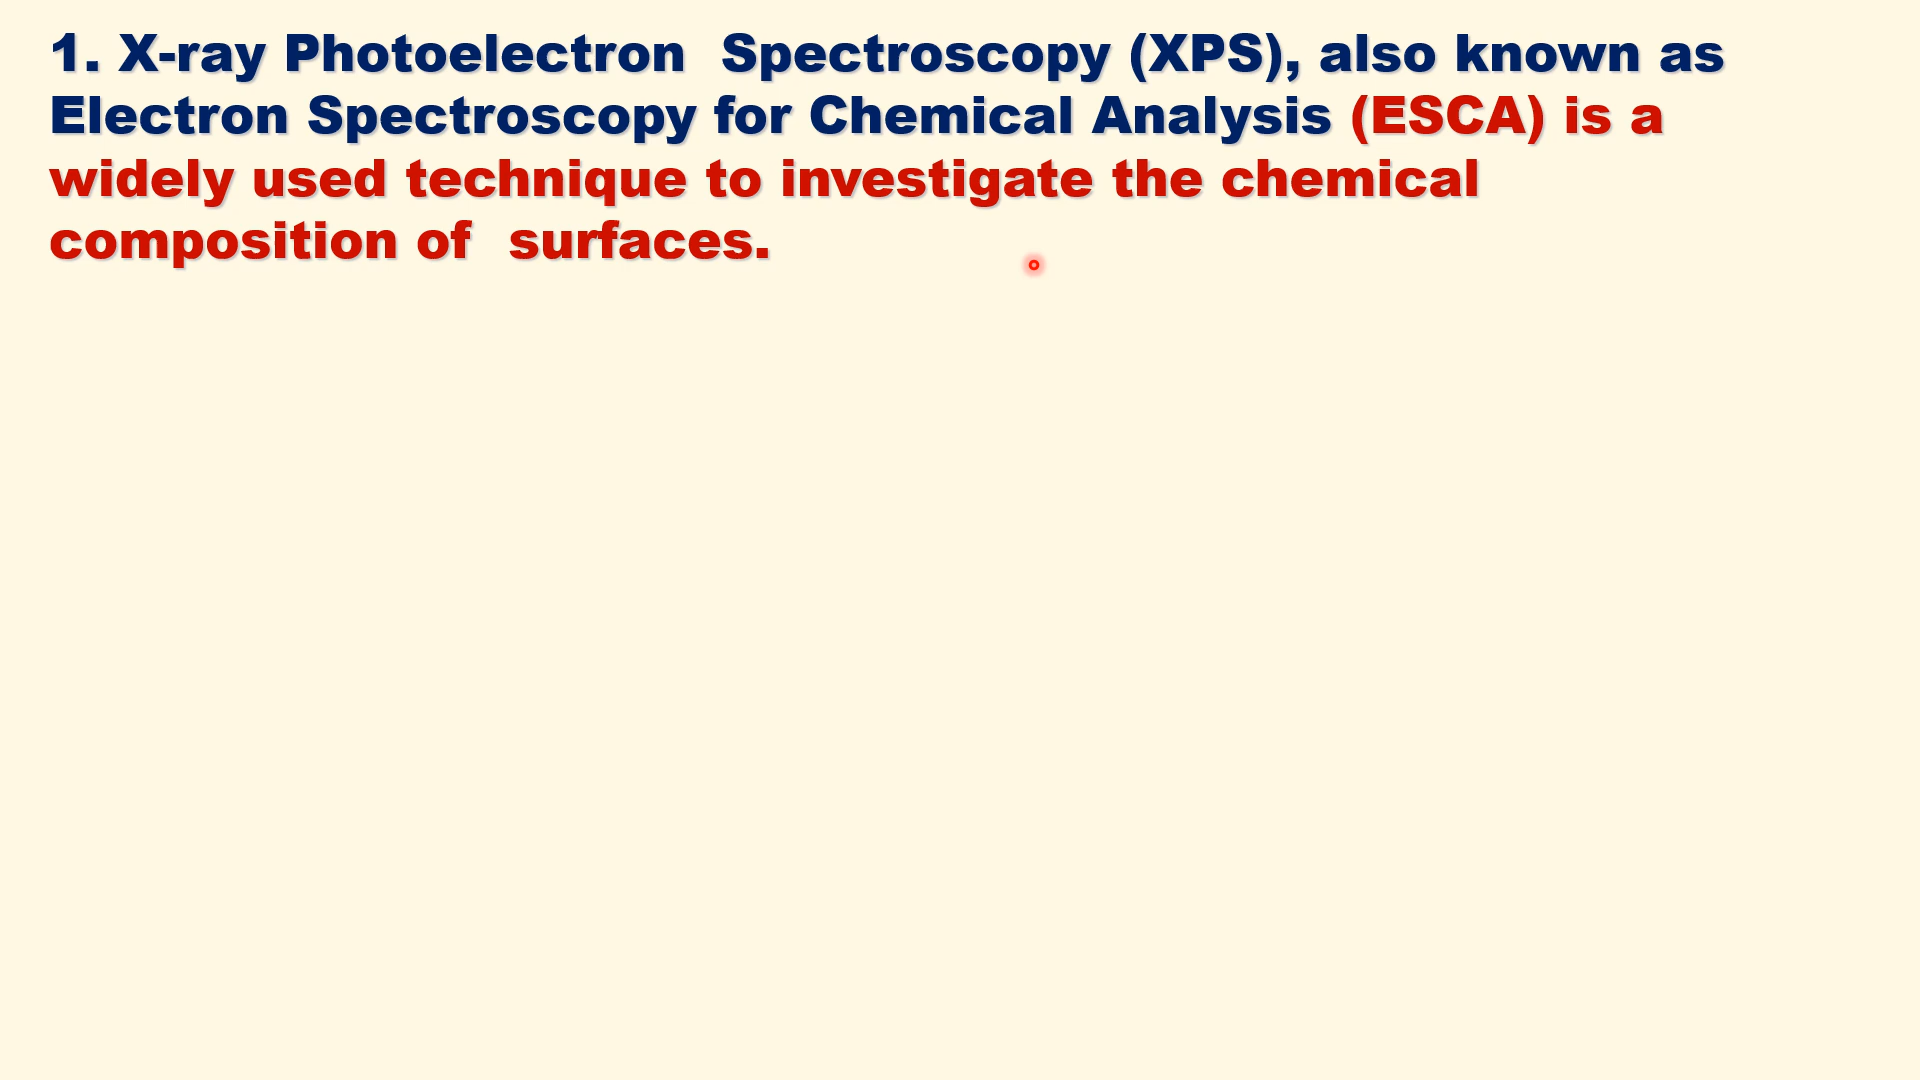 1. X-ray Photoelectron  Spectroscopy (XPS), also known as
Electron Spectroscopy for Chemical Analysis (ESCA) is a
widely used technique to investigate the chemical
composition of  surfaces.